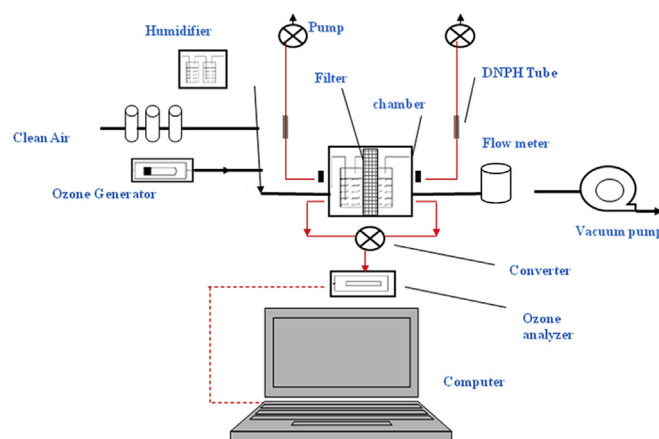 Humidifier
Pump
Filter
DNPH Tube
chamber
Clean Air
Flow meter
Ozone Generator
Vacuum pump
Converter
Ozone
analyzer
Computer